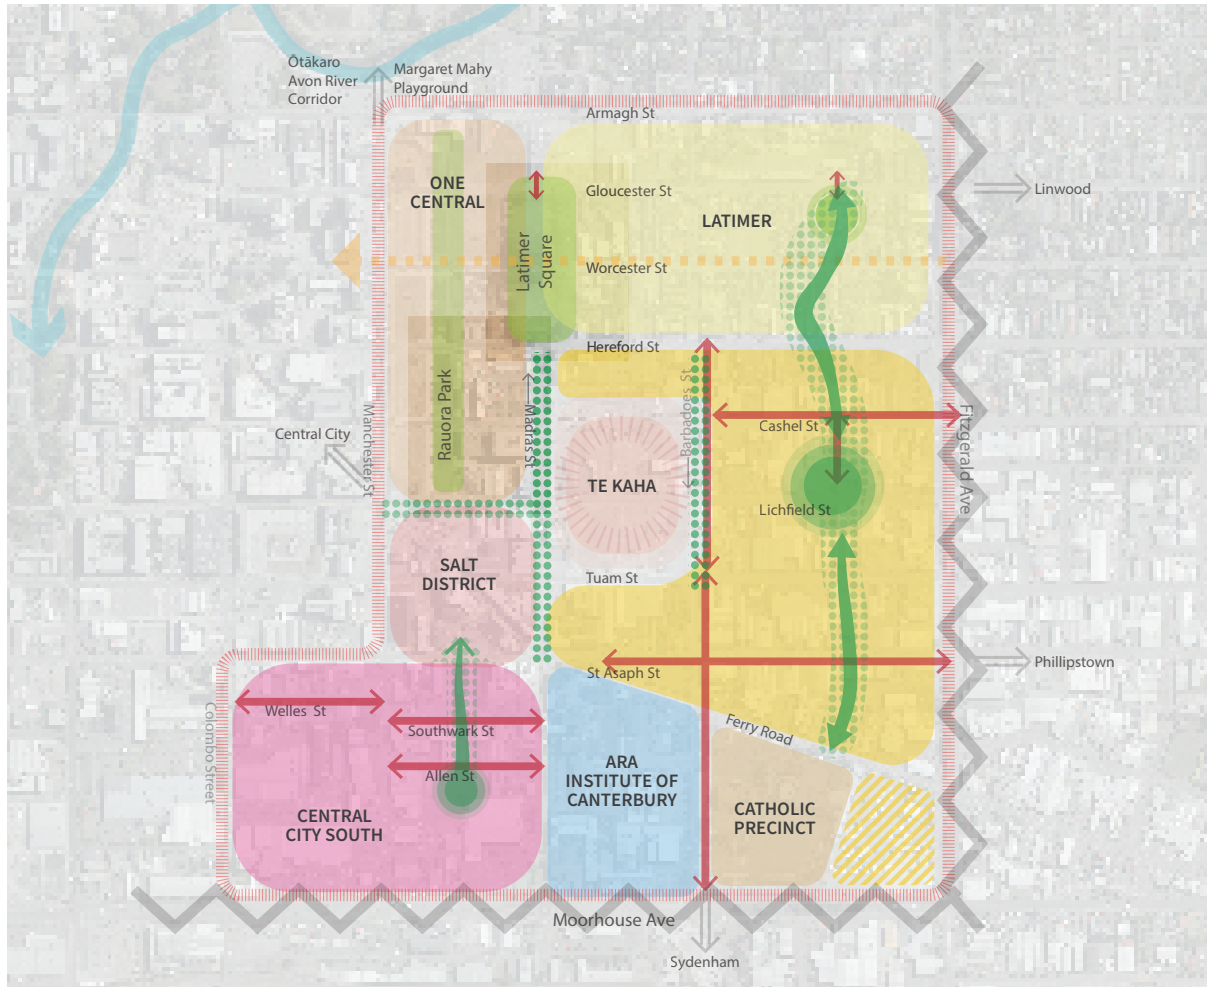 Ōtākaro
Avon River
Corridor
Margaret Mahy
Playground
Armagh St
ONE
CENTRAL
Gloucester St
LATIMER
Linwood
Latimer
Square
Worcester St
Hereford St
Rauora Park
Madras St
Barbadoes St
Cashel St
Manchester St
Central City
Fitzgerald Ave
TE KAHA
Lichfield St
SALT
DISTRICT
Tuam St
St Asaph St
Phillipstown
Colombo Street
Welles St
Southwark St
Ferry Road
Allen St
ARA
INSTITUTE OF
CANTERBURY
CENTRAL
CITY SOUTH
CATHOLIC
PRECINCT
Moorhouse Ave
Sydenham